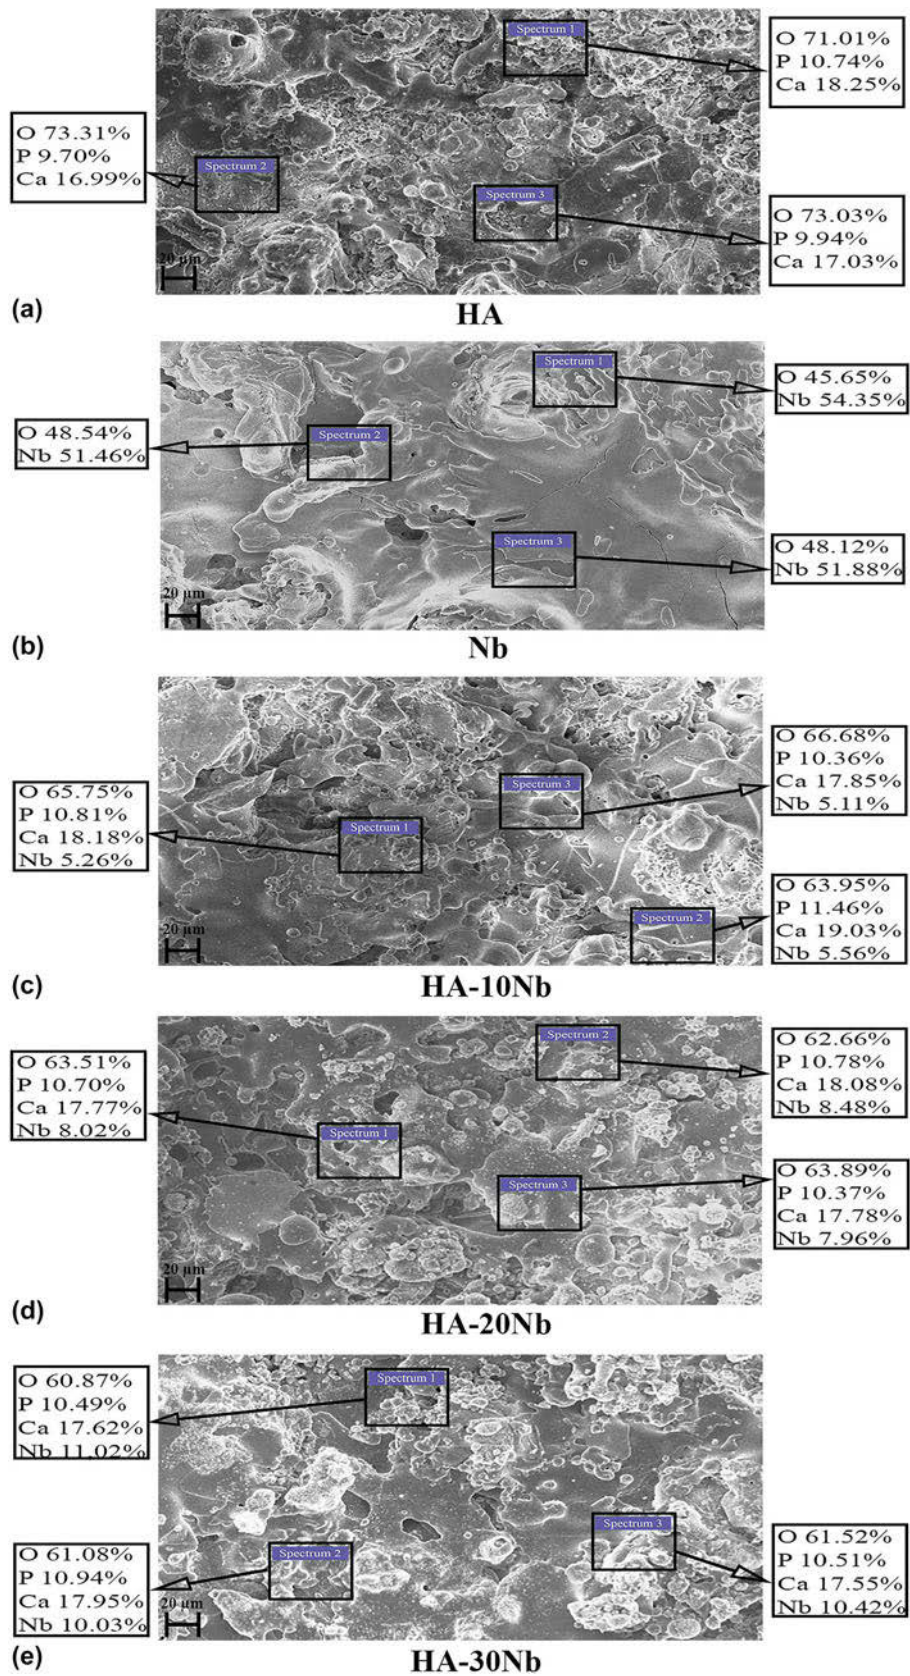 Spectrum 1
O 71.01%
P 10.74%
Ca 18.25%
O 73.31%
P 9.70%
Ca 16.99%
Spectrum 2
Spectrum 3
O 73.03%
P 9.94%
Ca 17.03%
20 µm
(a)
HA
Spectrum 1
O 45.65%
Nb 54.35%
O 48.54%
Nb 51.46%
Spectrum 2
Spectrum 3
O 48.12%
Nb 51.88%
20 µm
(b)
Nb
O 66.68%
P 10.36%
Ca 17.85%
Nb 5.11%
Spectrum 3
O 65.75%
P 10.81%
Ca 18.18%
Nb 5.26%
Spectrum 1
Spectrum 2
O 63.95%
P 11.46%
Ca 19.03%
Nb 5.56%
20 µm
(c)
HA-10Nb
Spectrum 2
O 62.66%
P 10.78%
Ca 18.08%
Nb 8.48%
O 63.51%
P 10.70%
Ca 17.77%
Nb 8.02%
Spectrum 1
Spectrum 3
O 63.89%
P 10.37%
Ca 17.78%
Nb 7.96%
20 µm
(d)
HA-20Nb
O 60.87%
P 10.49%
Ca 17.62%
Nb 11,02%
Spectrum 1
Spectrum 3
O 61.52%
P 10.51%
Ca 17.55%
Nb 10.42%
O 61.08%
P 10.94%
Ca 17.95%
Nb 10.03%
Spectrum 2
20 µm
(e)
HA-30Nb